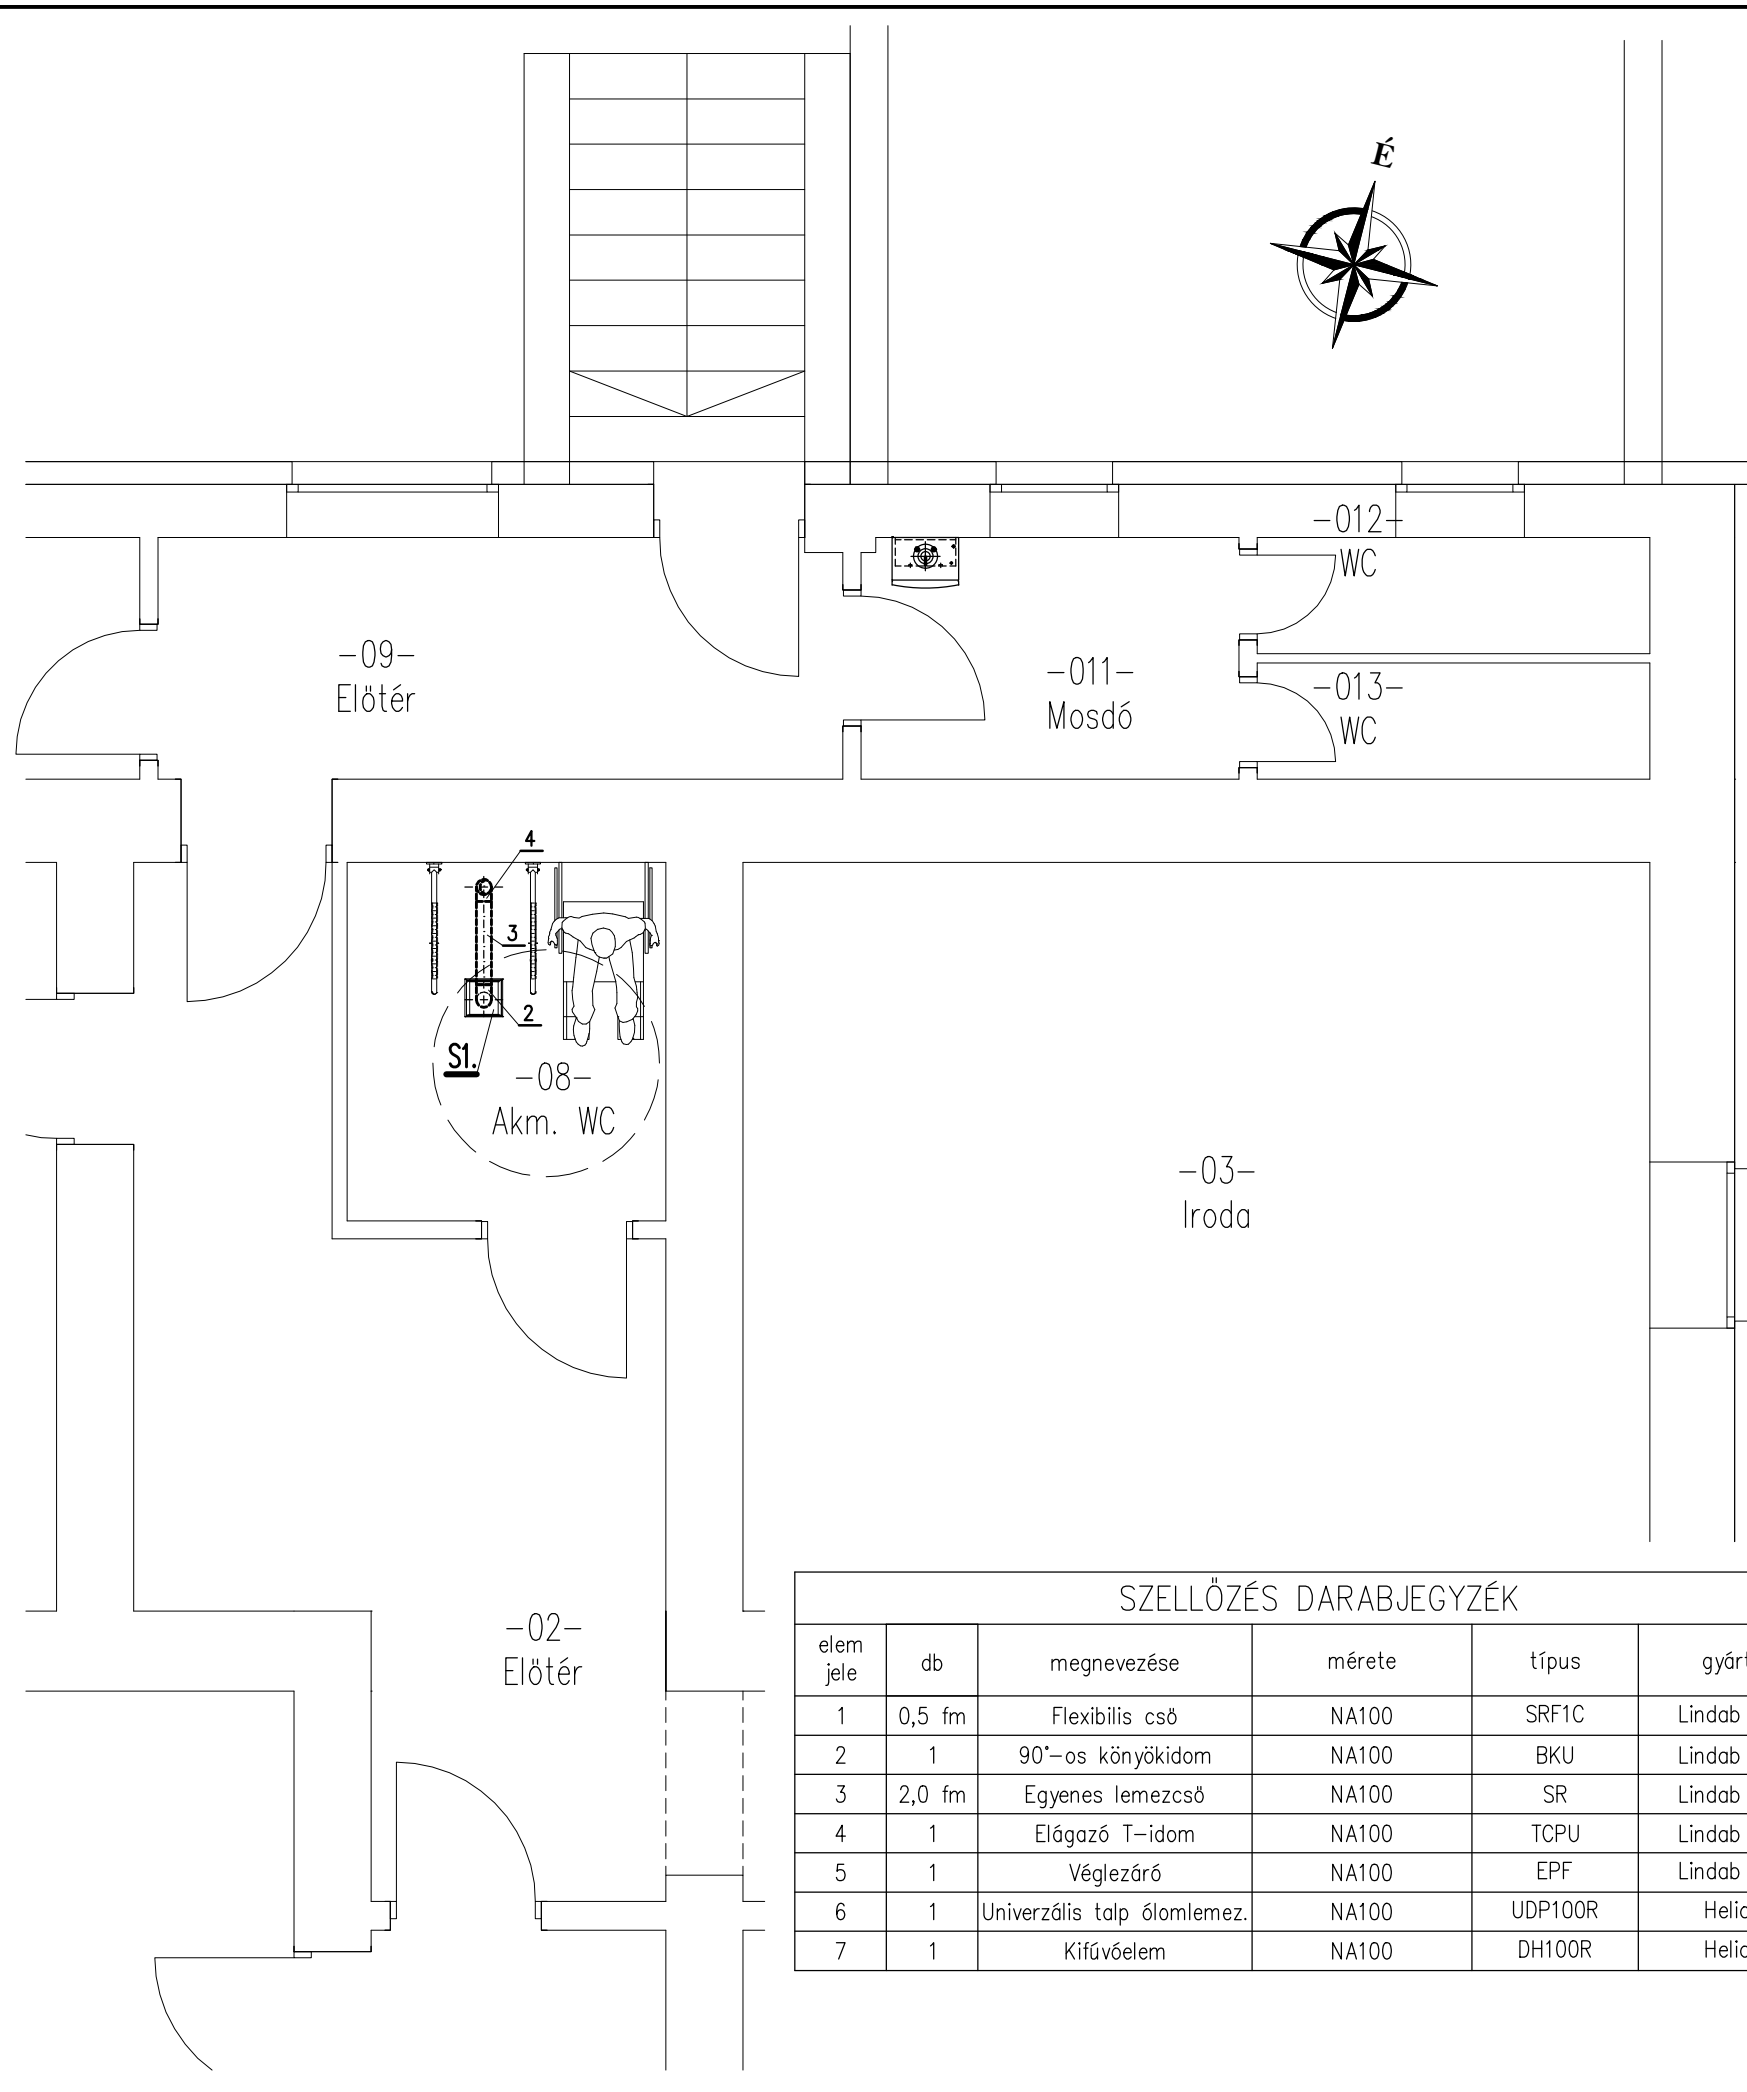 É
-012-
WC
-09-
Elötér
-011-
Mosdó
-013-
WC
4
3
2
S1.
-08-
Akm. WC
-03-
Iroda
-02-
Elötér
SZELLÖZÉS DARABJEGYZÉK
elem jele db megnevezése mérete típus
1 0,5 fm Flexibilis csö NA100 SRF1C Lindab
2 1 90°-os könyökidom NA100 BKU Lindab
3 2,0 fm Egyenes lemezcsö NA100 SR Lindab
4 1 Elágazó T-idom NA100 TCPU Lindab
5 1 Véglezáró NA100 EPF Lindab
6 1 Univerzális talp ólomlemez. NA100 UDP100R
7 1 Kifúvóelem NA100 DH100R